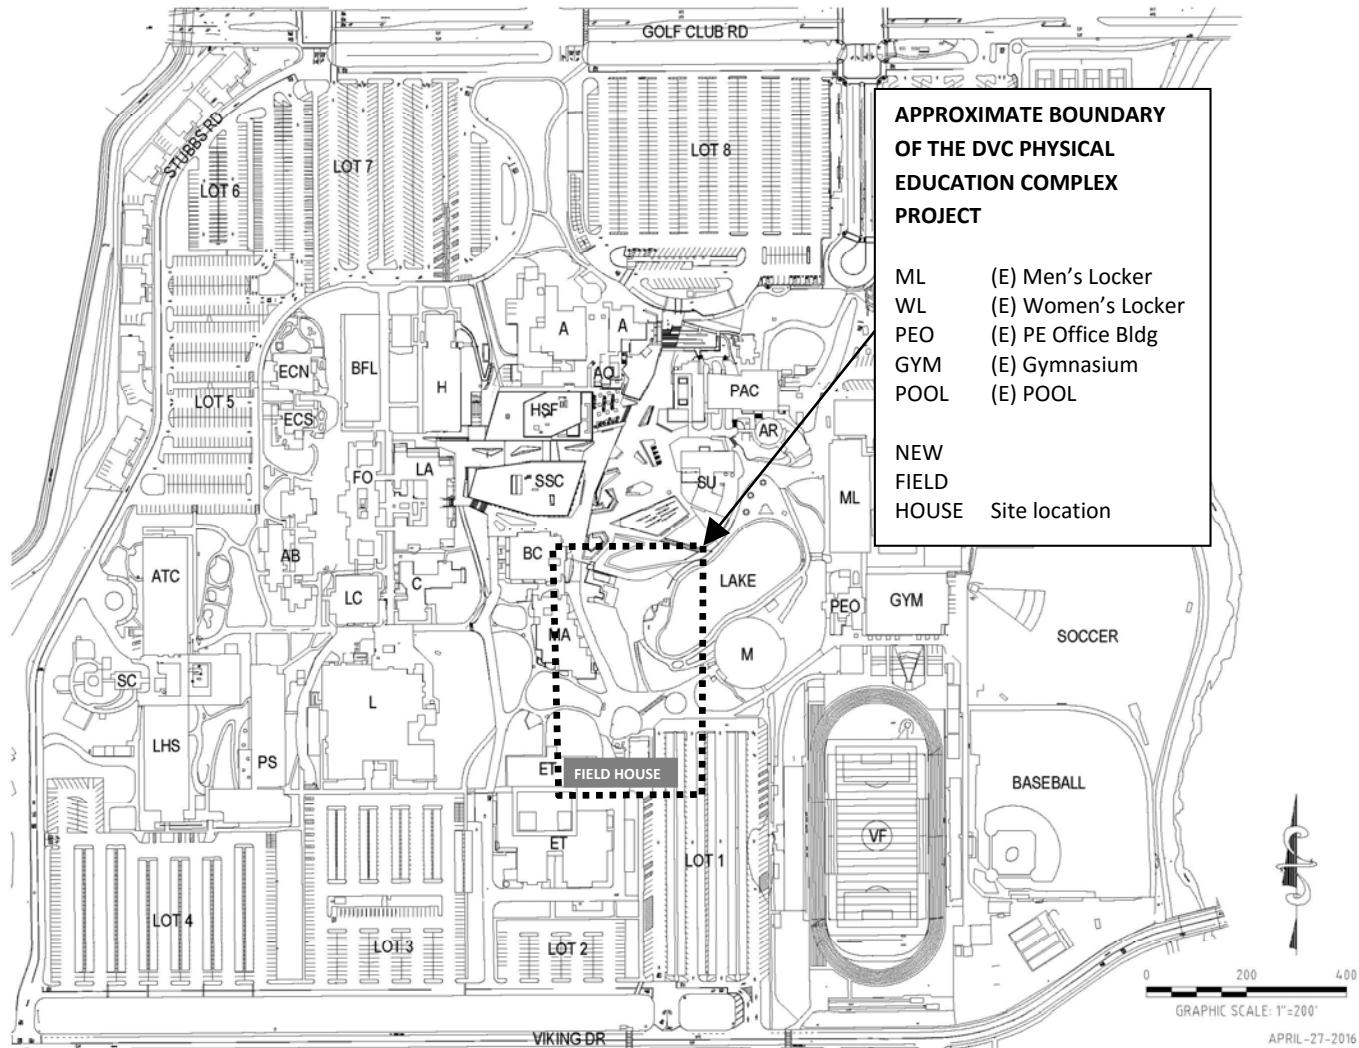 GOLF CLUB RD
STUBBS RD
LOT 6
LOT 7
LOT 8
APPROXIMATE BOUNDARY
OF THE DVC PHYSICAL
EDUCATION COMPLEX
PROJECT
ML (E) Men's Locker
WL (E) Women's Locker
PEO (E) PE Office Bldg
GYM (E) Gymnasium
POOL (E) POOL
NEW
FIELD
HOUSE Site location
A
A
ECN
BFL
H
AO
PAC
LOT 5
ECS
HSF
AR
FO
LA
SSC
SU
ML
AB
BC
ATC
C
LAKE
LC
PEO
GYM
MA
M
SOCCER
SC
L
LHS
PS
ET
FIELD HOUSE
BASEBALL
ET
LOT 1
VF
LOT 4
LOT 3
LOT 2
VIKING DR
0 200 400
GRAPHIC SCALE: 1"=200'
APRIL-27-2016